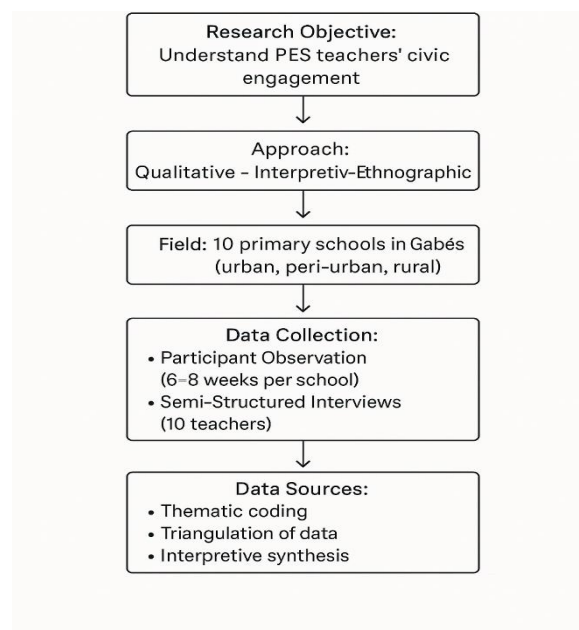 Research Objective:
Understand PES teachers' civic
engagement
Approach:
Qualitative – Interpretiv-Ethnographic
Field: 10 primary schools in Gabés
(urban, peri-urban, rural)
Data Collection:
• Participant Observation
(6–8 weeks per school)
• Semi-Structured Interviews
(10 teachers)
Data Sources:
• Thematic coding
• Triangulation of data
• Interpretive synthesis